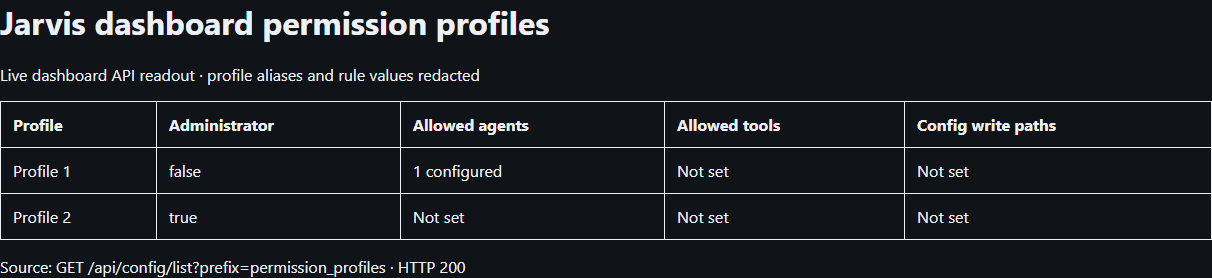 Jarvis dashboard permission profiles
Live dashboard API readout · profile aliases and rule values redacted
Profile Administrator Allowed agents Allowed tools Config write paths
Profile 1 false 1 configured Not set Not set
Profile 2 true Not set Not set Not set
Source: GET /api/config/list?prefix=permission_profiles · HTTP 200